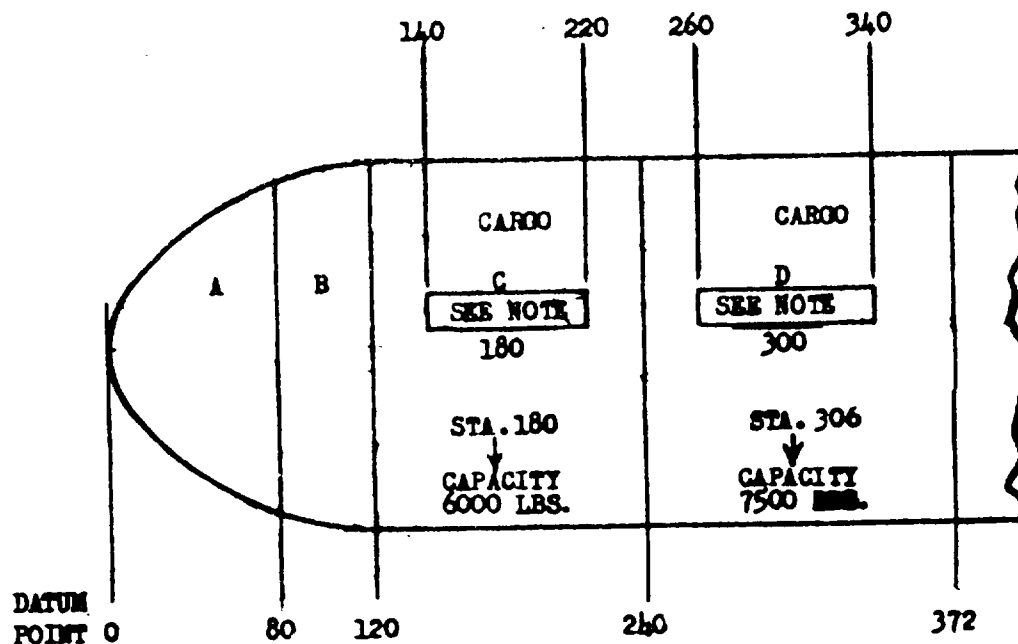 140 220 260 340
CARGO CARGO
A B C D
SEE NOTE SEE NOTE
180 300
STA.180 STA.306
CAPACITY CAPACITY
6000 LBS. 7500
DATUM
POINT 0 80 120 240 372